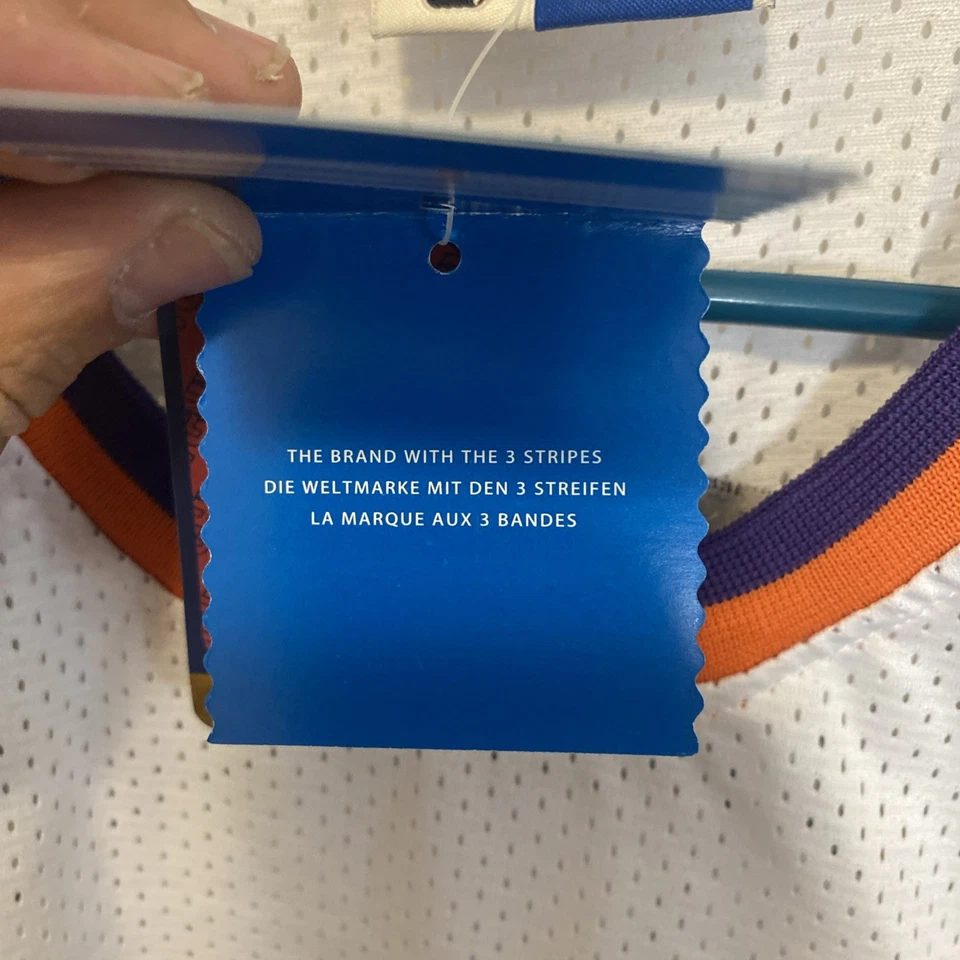 THE BRAND WITH THE 3 STRIPES
DIE WELTMARKE MIT DEN 3 STREIFEN
LA MARQUE AUX 3 BANDES